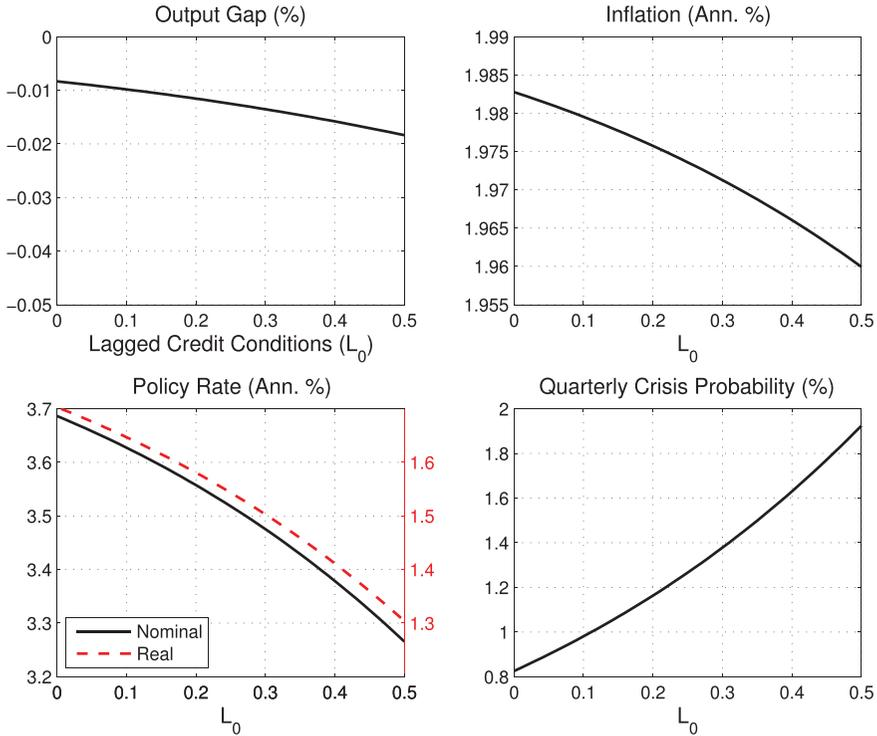 Output Gap (%)
0
−0.01
−0.02
−0.03
−0.04
−0.05
0 0.1 0.2 0.3 0.4 0.5
Lagged Credit Conditions (L0)
Inflation (Ann. %)
1.99
1.985
1.98
1.975
1.97
1.965
1.96
1.955
0 0.1 0.2 0.3 0.4 0.5
L0
Policy Rate (Ann. %)
3.7
3.6 1.6
3.5 1.5
3.4 1.4
3.3 1.3
3.2
Nominal
Real
0 0.1 0.2 0.3 0.4 0.5
L0
Quarterly Crisis Probability (%)
2
1.8
1.6
1.4
1.2
1
0.8
0 0.1 0.2 0.3 0.4 0.5
L0